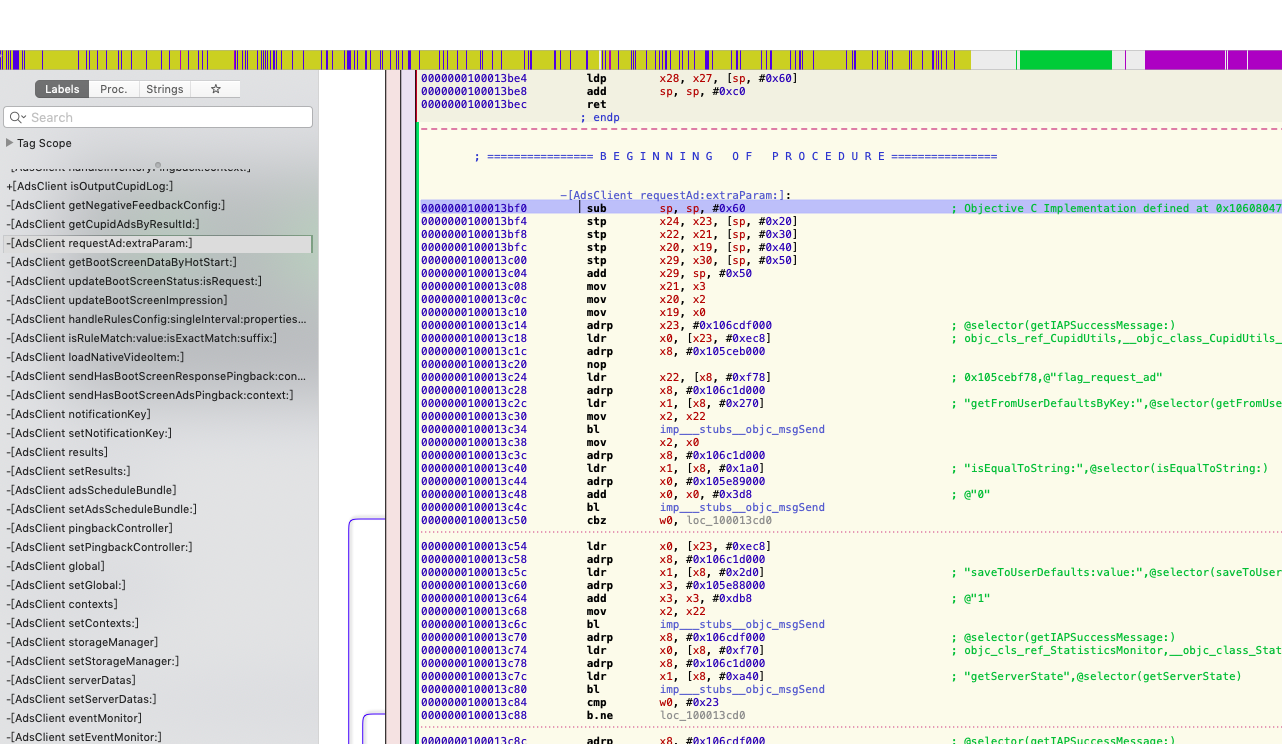 Labels Proc. Strings ☆
Search
Tag Scope
+[AdsClient isOutputCupidLog:]
-[AdsClient getNegativeFeedbackConfig:]
-[AdsClient getCupidAdsByResultId:]
-[AdsClient requestAd:extraParam:]
-[AdsClient getBootScreenDataByHotStart:]
-[AdsClient updateBootScreenStatus:isRequest:]
-[AdsClient updateBootScreenImpression]
-[AdsClient handleRulesConfig:singleInterval:properties...
-[AdsClient isRuleMatch:value:isExactMatch:suffix:]
-[AdsClient loadNativeVideoItem:]
-[AdsClient sendHasBootScreenResponsePingback:con...
-[AdsClient sendHasBootScreenAdsPingback:context:]
-[AdsClient notificationKey]
-[AdsClient setNotificationKey:]
-[AdsClient results]
-[AdsClient setResults:]
-[AdsClient adsScheduleBundle]
-[AdsClient setAdsScheduleBundle:]
-[AdsClient pingbackController]
-[AdsClient setPingbackController:]
-[AdsClient global]
-[AdsClient setGlobal:]
-[AdsClient contexts]
-[AdsClient setContexts:]
-[AdsClient storageManager]
-[AdsClient setStorageManager:]
-[AdsClient serverDatas]
-[AdsClient setServerDatas:]
-[AdsClient eventMonitor]
-[AdsClient setEventMonitor:]
0000000100013be4 ldp x28, x27, [sp, #0x60]
0000000100013be8 add sp, sp, #0xc0
0000000100013bec ret
; endp
; ================ B E G I N N I N G   O F   P R O C E D U R E ================
-[AdsClient requestAd:extraParam:]:
0000000100013bf0 sub sp, sp, #0x60 ; Objective C Implementation defined at 0x10608047
0000000100013bf4 stp x24, x23, [sp, #0x20]
0000000100013bf8 stp x22, x21, [sp, #0x30]
0000000100013bfc stp x20, x19, [sp, #0x40]
0000000100013c00 stp x29, x30, [sp, #0x50]
0000000100013c04 add x29, sp, #0x50
0000000100013c08 mov x21, x3
0000000100013c0c mov x20, x2
0000000100013c10 mov x19, x0
0000000100013c14 adrp x23, #0x106cdf000 ; @selector(getIAPSuccessMessage:)
0000000100013c18 ldr x0, [x23, #0xec8] ; objc_cls_ref_CupidUtils,__objc_class_CupidUtils_
0000000100013c1c adrp x8, #0x105ceb000
0000000100013c20 nop
0000000100013c24 ldr x22, [x8, #0xf78] ; 0x105cebf78,@"flag_request_ad"
0000000100013c28 adrp x8, #0x106c1d000
0000000100013c2c ldr x1, [x8, #0x270] ; "getFromUserDefaultsByKey:",@selector(getFromUse
0000000100013c30 mov x2, x22
0000000100013c34 bl imp___stubs__objc_msgSend
0000000100013c38 mov x2, x0
0000000100013c3c adrp x8, #0x106c1d000
0000000100013c40 ldr x1, [x8, #0x1a0] ; "isEqualToString:",@selector(isEqualToString:)
0000000100013c44 adrp x0, #0x105e89000
0000000100013c48 add x0, x0, #0x3d8 ; @"0"
0000000100013c4c bl imp___stubs__objc_msgSend
0000000100013c50 cbz w0, loc_100013cd0
0000000100013c54 ldr x0, [x23, #0xec8]
0000000100013c58 adrp x8, #0x106c1d000
0000000100013c5c ldr x1, [x8, #0x2d0] ; "saveToUserDefaults:value:",@selector(saveToUser
0000000100013c60 adrp x3, #0x105e88000
0000000100013c64 add x3, x3, #0xdb8 ; @"1"
0000000100013c68 mov x2, x22
0000000100013c6c bl imp___stubs__objc_msgSend
0000000100013c70 adrp x8, #0x106cdf000 ; @selector(getIAPSuccessMessage:)
0000000100013c74 ldr x0, [x8, #0xf70] ; objc_cls_ref_StatisticsMonitor,__objc_class_Stat
0000000100013c78 adrp x8, #0x106c1d000
0000000100013c7c ldr x1, [x8, #0xa40] ; "getServerState",@selector(getServerState)
0000000100013c80 bl imp___stubs__objc_msgSend
0000000100013c84 cmp w0, #0x23
0000000100013c88 b.ne loc_100013cd0
0000000100013c8c adrp x8, #0x106cdf000 ; @selector(getIAPSuccessMessage:)